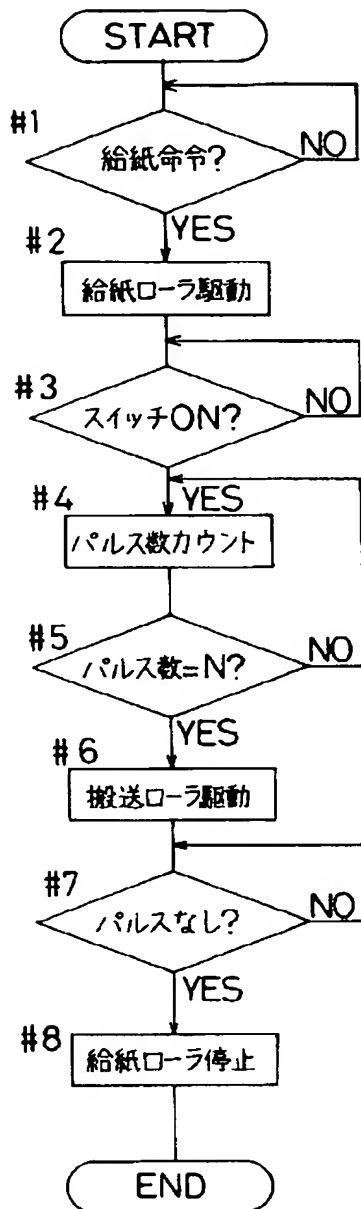 START
#1
給紙命令?
NO
YES
#2
給紙ローラ駆動
#3
スイッチON?
NO
YES
#4
パルス数カウント
#5
パルス数=N?
NO
YES
#6
搬送ローラ駆動
#7
パルスなし?
NO
YES
#8
給紙ローラ停止
END